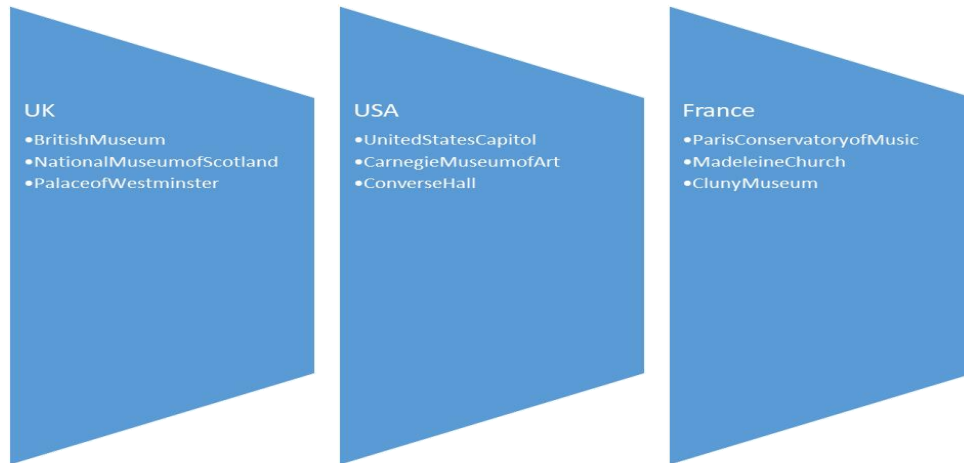 UK
•BritishMuseum
•NationalMuseumofScotland
•PalaceofWestminster
USA
•UnitedStatesCapitol
•CarnegieMuseumofArt
•ConverseHall
France
•ParisConservatoryofMusic
•MadeleineChurch
•ClunyMuseum